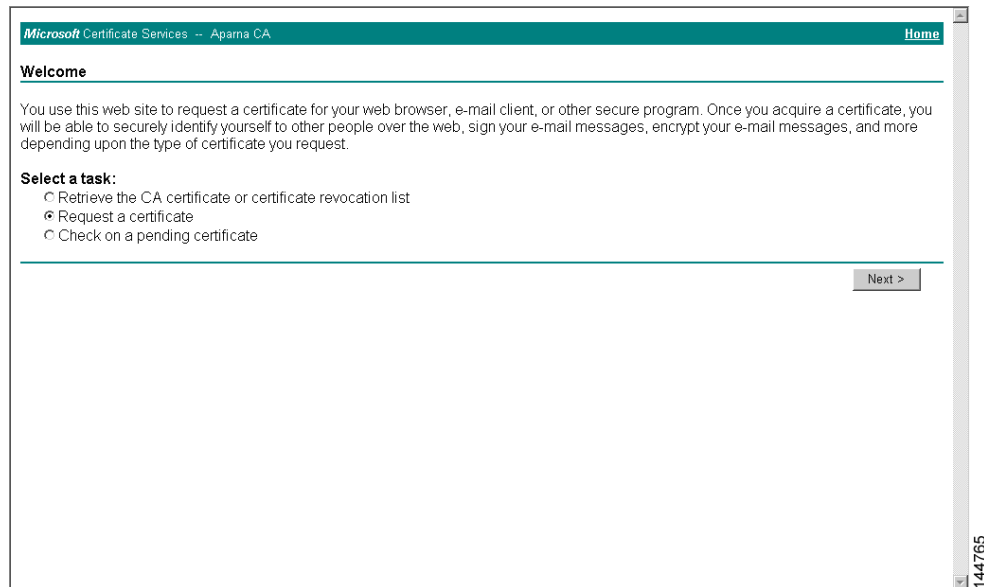 Microsoft Certificate Services -- Aparna CA Home
Welcome
You use this web site to request a certificate for your web browser, e-mail client, or other secure program. Once you acquire a certificate, you
will be able to securely identify yourself to other people over the web, sign your e-mail messages, encrypt your e-mail messages, and more
depending upon the type of certificate you request.
Select a task:
Retrieve the CA certificate or certificate revocation list
Request a certificate
Check on a pending certificate
Next >
144765